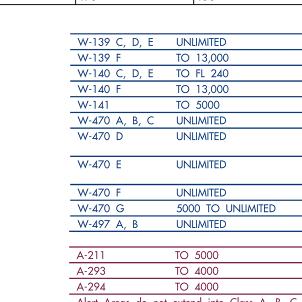 W-139 C, D, E UNLIMITED
W-139 F TO 13,000
W-140 C, D, E TO FL 240
W-140 F TO 13,000
W-141 TO 5000
W-470 A, B, C UNLIMITED
W-470 D UNLIMITED
W-470 E UNLIMITED
W-470 F UNLIMITED
W-470 G 5000 TO UNLIMITED
W-497 A, B UNLIMITED
A-211 TO 5000
A-293 TO 4000
A-294 TO 4000
Alert Areas do not extend into Class A, B, C